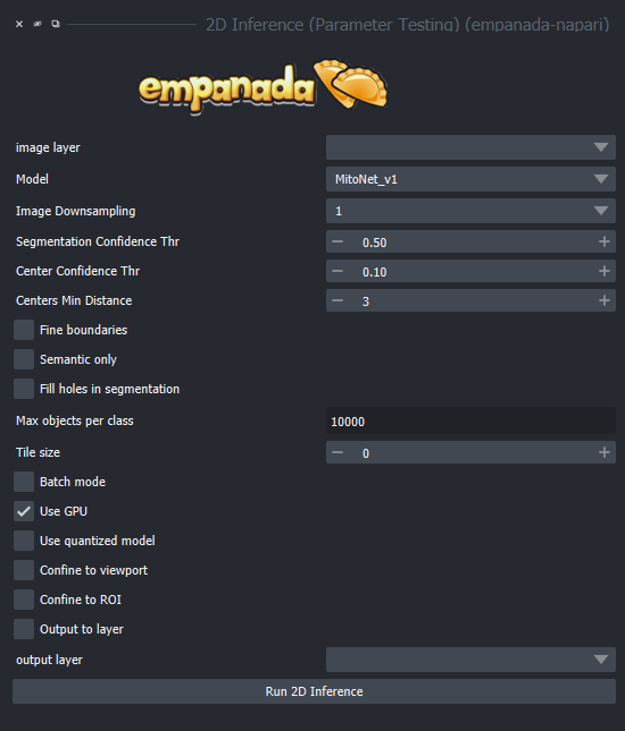 2D Inference (Parameter Testing) (empanada-napari)
empanada
image layer
Model MitoNet_v1
Image Downsampling 1
Segmentation Confidence Thr 0.50
Center Confidence Thr 0.10
Centers Min Distance 3
Fine boundaries
Semantic only
Fill holes in segmentation
Max objects per class 10000
Tile size 0
Batch mode
Use GPU
Use quantized model
Confine to viewport
Confine to ROI
Output to layer
output layer
Run 2D Inference